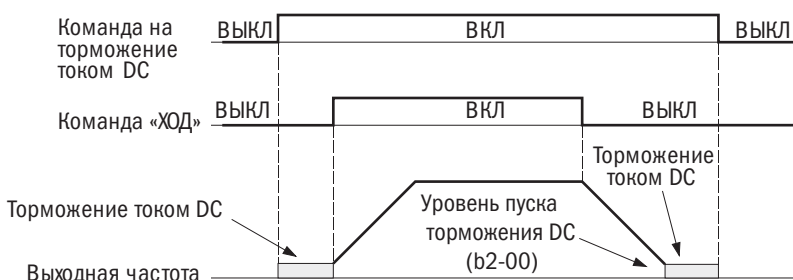 Команда на
торможение
током DC
ВЫКЛ
ВКЛ
ВЫКЛ
Команда «ХОД»
ВЫКЛ
ВКЛ
ВЫКЛ
Торможение
током DC
Торможение током DC
Уровень пуска
торможения DC
(b2-00)
Выходная частота